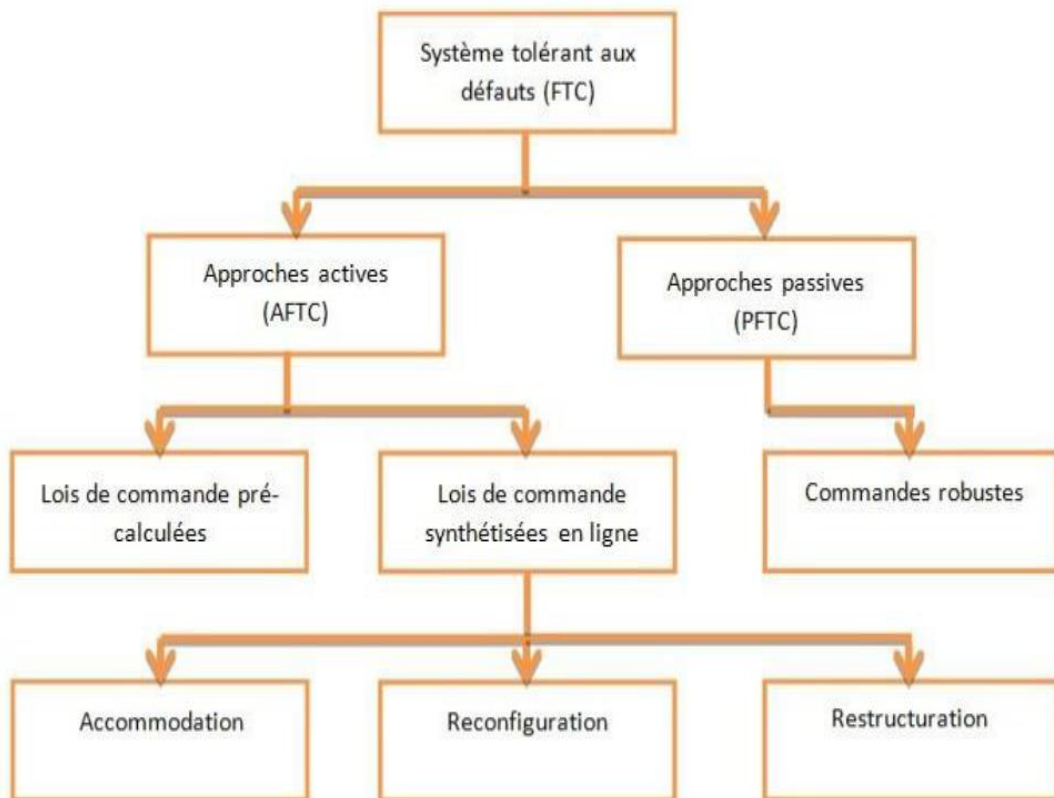 Système tolérant aux
défauts (FTC)
Approches actives
(AFTC)
Approches passives
(PFTC)
Lois de commande pré-
calculées
Lois de commande
synthétisées en ligne
Commandes robustes
Accommodation
Reconfiguration
Restructuration